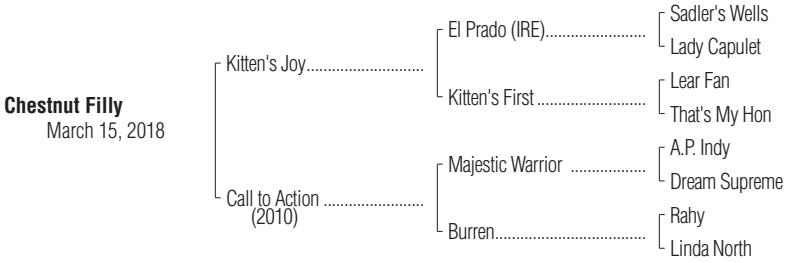 Sadler's Wells
El Prado (IRE).........................
Lady Capulet
Kitten's Joy.............................
Lear Fan
Kitten's First ...........................
That's My Hon
Chestnut Filly
March 15, 2018
A.P. Indy
Majestic Warrior ...................
Dream Supreme
Call to Action .........................
(2010)
Rahy
Burren.....................................
Linda North